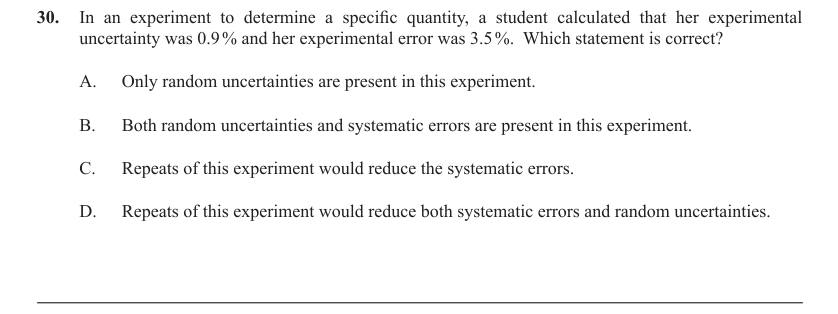 30. In an experiment to determine a specific quantity, a student calculated that her experimental
uncertainty was 0.9 % and her experimental error was 3.5 %. Which statement is correct?
A. Only random uncertainties are present in this experiment.
B. Both random uncertainties and systematic errors are present in this experiment.
C. Repeats of this experiment would reduce the systematic errors.
D. Repeats of this experiment would reduce both systematic errors and random uncertainties.